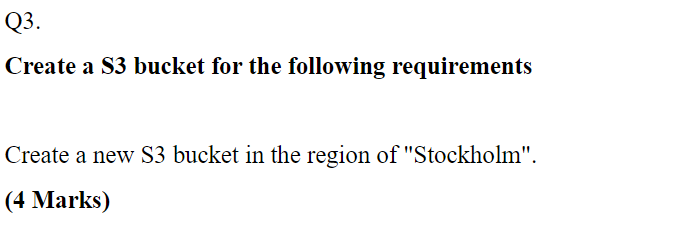 Q3.
Create a S3 bucket for the following requirements
Create a new S3 bucket in the region of "Stockholm".
(4 Marks)